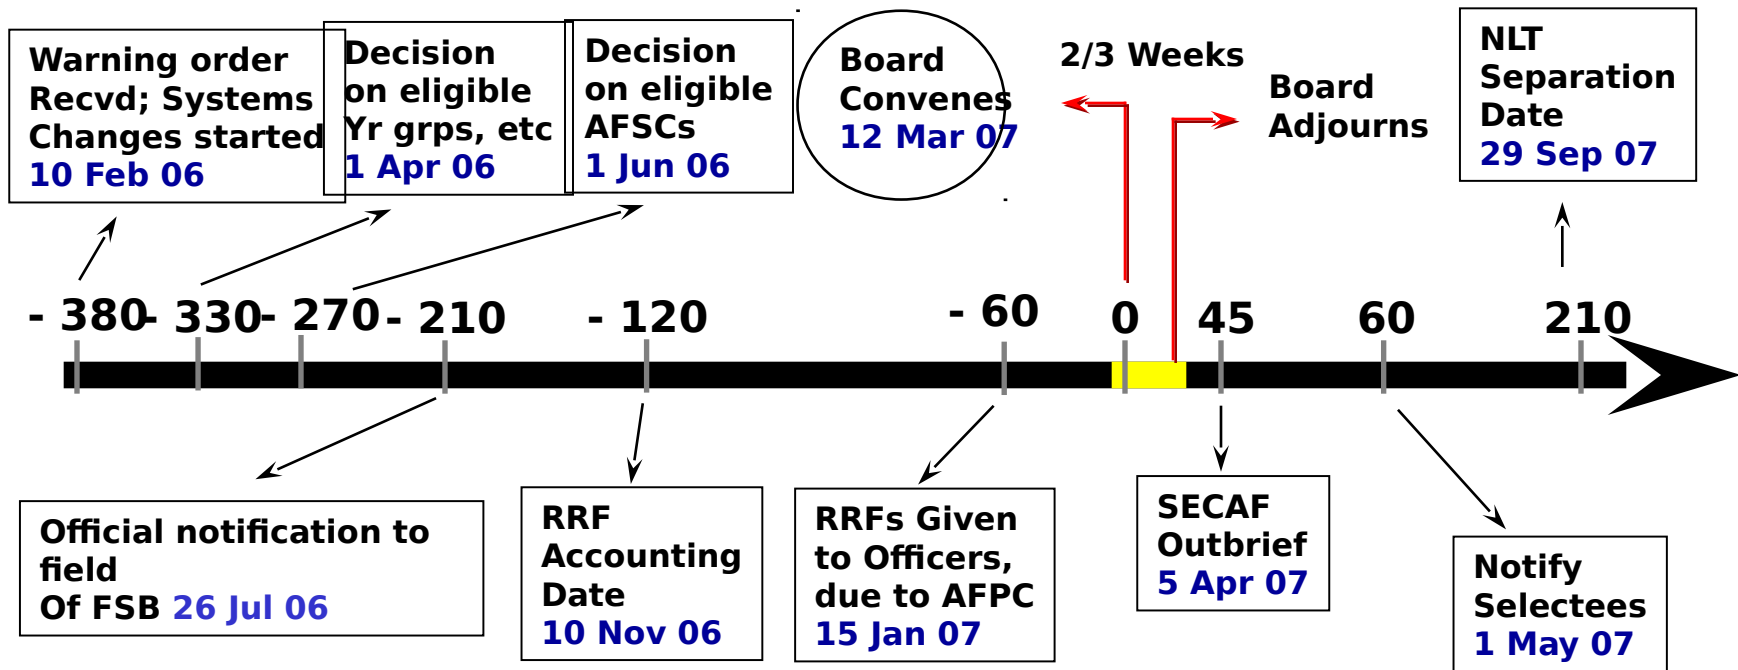 Warning order
Recvd; Systems
Changes started
10 Feb 06
Decision
on eligible
Yr grps, etc
1 Apr 06
Decision
on eligible
AFSCs
1 Jun 06
Board
Convenes
12 Mar 07
2/3 Weeks
Board
Adjourns
NLT
Separation
Date
29 Sep 07
- 380
- 330
- 270
- 210
- 120
- 60
0
45
60
210
Official notification to
field
Of FSB 26 Jul 06
RRF
Accounting
Date
10 Nov 06
RRFs Given
to Officers,
due to AFPC
15 Jan 07
SECAF
Outbrief
5 Apr 07
Notify
Selectees
1 May 07